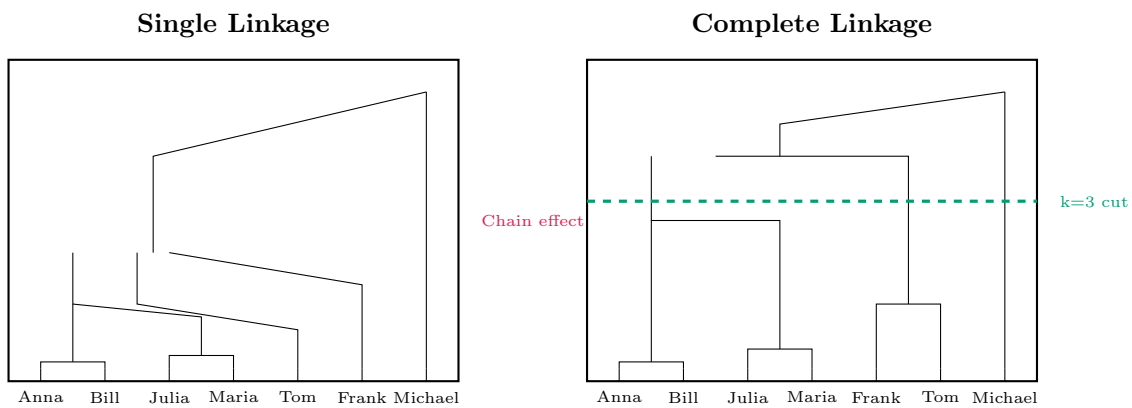 Single Linkage
Complete Linkage
Chain effect
k=3 cut
Anna Bill Julia Maria Tom Frank Michael
Anna Bill Julia Maria Frank Tom Michael